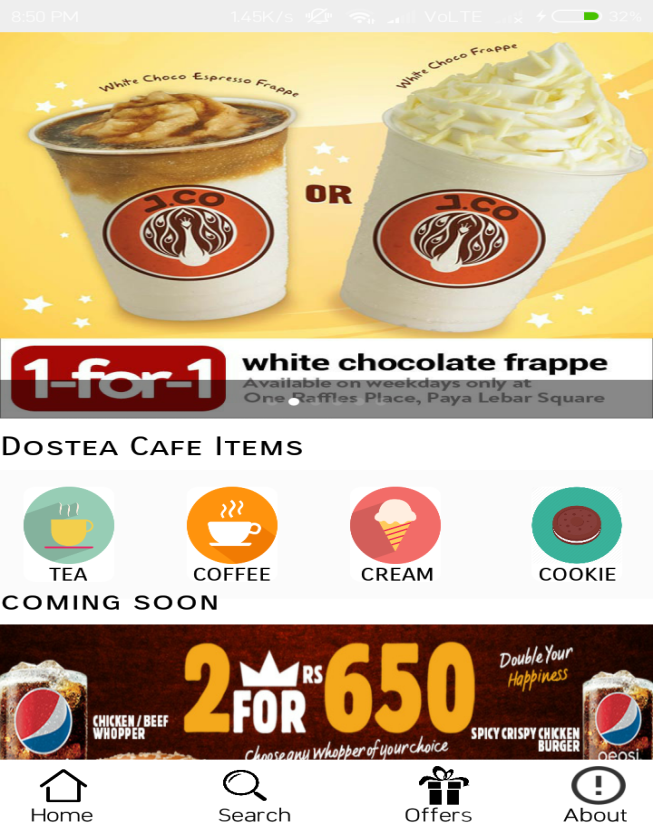 8:50 PM 1.45K/s VoLTE 32%
White Choco Espresso Frappe
White Choco Frappe
J.CO
OR
J.CO
1-for-1
white chocolate frappe
Available on weekdays only at
One Raffles Place, Paya Lebar Square
DOSTEA CAFE ITEMS
TEA COFFEE CREAM COOKIE
COMING SOON
2 FOR RS 650
Double Your
Happiness
CHICKEN / BEEF
WHOPPER
SPICY CRISPY CHICKEN
BURGER
Choose any Whopper of your choice
pepsi
Home Search Offers About